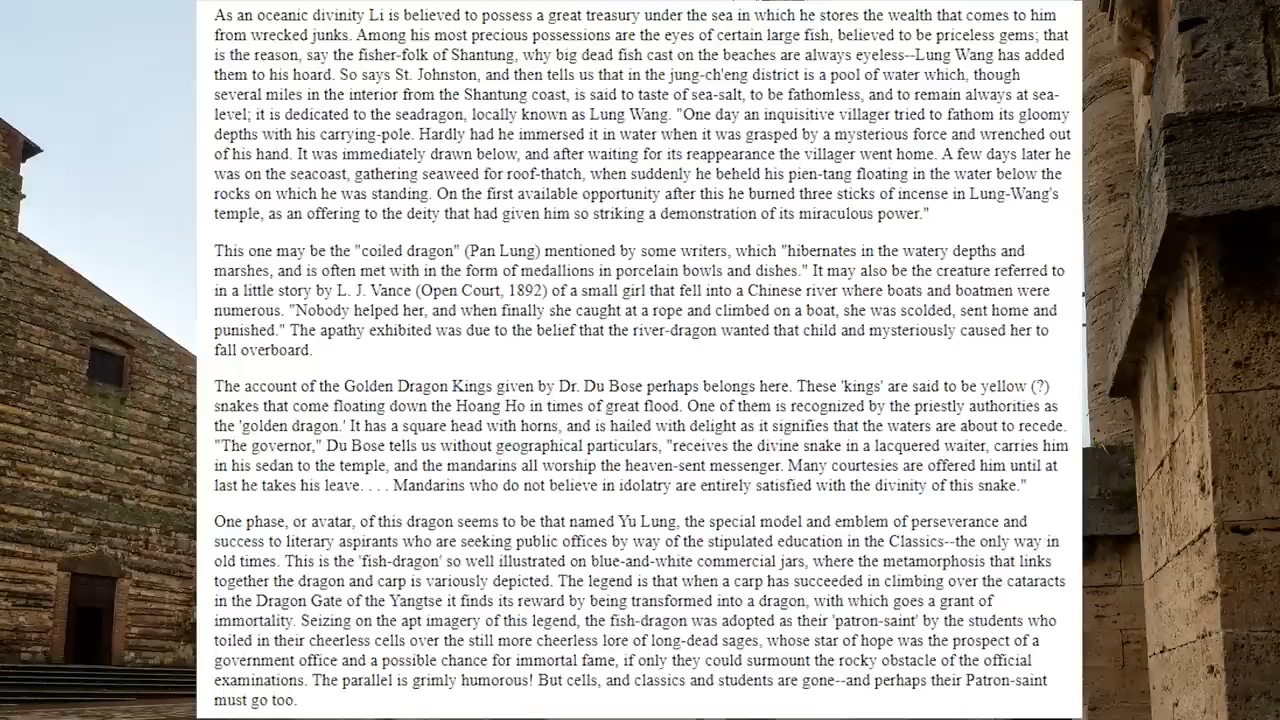 As an oceanic divinity Li is believed to possess a great treasury under the sea in which he stores the wealth that comes to him
from wrecked junks. Among his most precious possessions are the eyes of certain large fish, believed to be priceless gems; that
is the reason, say the fisher-folk of Shantung, why big dead fish cast on the beaches are always eyeless--Lung Wang has added
them to his hoard. So says St. Johnston, and then tells us that in the jung-ch'eng district is a pool of water which, though
several miles in the interior from the Shantung coast, is said to taste of sea-salt, to be fathomless, and to remain always at sea-
level; it is dedicated to the seadragon, locally known as Lung Wang. "One day an inquisitive villager tried to fathom its gloomy
depths with his carrying-pole. Hardly had he immersed it in water when it was grasped by a mysterious force and wrenched out
of his hand. It was immediately drawn below, and after waiting for its reappearance the villager went home. A few days later he
was on the seacoast, gathering seaweed for roof-thatch, when suddenly he beheld his pien-tang floating in the water below the
rocks on which he was standing. On the first available opportunity after this he burned three sticks of incense in Lung-Wang's
temple, as an offering to the deity that had given him so striking a demonstration of its miraculous power."
This one may be the "coiled dragon" (Pan Lung) mentioned by some writers, which "hibernates in the watery depths and
marshes, and is often met with in the form of medallions in porcelain bowls and dishes." It may also be the creature referred to
in a little story by L. J. Vance (Open Court, 1892) of a small girl that fell into a Chinese river where boats and boatmen were
numerous. "Nobody helped her, and when finally she caught at a rope and climbed on a boat, she was scolded, sent home and
punished." The apathy exhibited was due to the belief that the river-dragon wanted that child and mysteriously caused her to
fall overboard.
The account of the Golden Dragon Kings given by Dr. Du Bose perhaps belongs here. These 'kings' are said to be yellow (?)
snakes that come floating down the Hoang Ho in times of great flood. One of them is recognized by the priestly authorities as
the 'golden dragon.' It has a square head with horns, and is hailed with delight as it signifies that the waters are about to recede.
"The governor," Du Bose tells us without geographical particulars, "receives the divine snake in a lacquered waiter, carries him
in his sedan to the temple, and the mandarins all worship the heaven-sent messenger. Many courtesies are offered him until at
last he takes his leave. . . . Mandarins who do not believe in idolatry are entirely satisfied with the divinity of this snake."
One phase, or avatar, of this dragon seems to be that named Yu Lung, the special model and emblem of perseverance and
success to literary aspirants who are seeking public offices by way of the stipulated education in the Classics--the only way in
old times. This is the 'fish-dragon' so well illustrated on blue-and-white commercial jars, where the metamorphosis that links
together the dragon and carp is variously depicted. The legend is that when a carp has succeeded in climbing over the cataracts
in the Dragon Gate of the Yangtse it finds its reward by being transformed into a dragon, with which goes a grant of
immortality. Seizing on the apt imagery of this legend, the fish-dragon was adopted as their 'patron-saint' by the students who
toiled in their cheerless cells over the still more cheerless lore of long-dead sages, whose star of hope was the prospect of a
government office and a possible chance for immortal fame, if only they could surmount the rocky obstacle of the official
examinations. The parallel is grimly humorous! But cells, and classics and students are gone--and perhaps their Patron-saint
must go too.